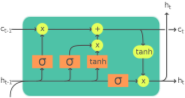 h_t
x
+
c_{t-1}
c_t
x
tanh
σ
σ
tanh
σ
x
h_{t-1}
h_t